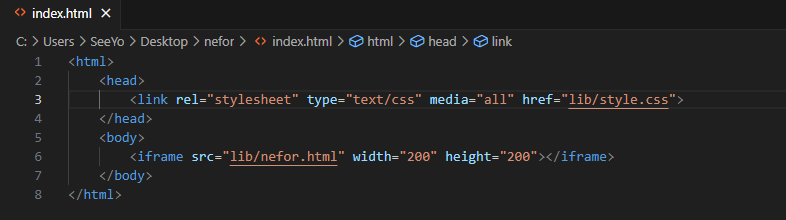 index.html
C: > Users > SeeYo > Desktop > nefor > index.html > html > head > link
1 <html>
2 <head>
3 <link rel="stylesheet" type="text/css" media="all" href="lib/style.css">
4 </head>
5 <body>
6 <iframe src="lib/nefor.html" width="200" height="200"></iframe>
7 </body>
8 </html>